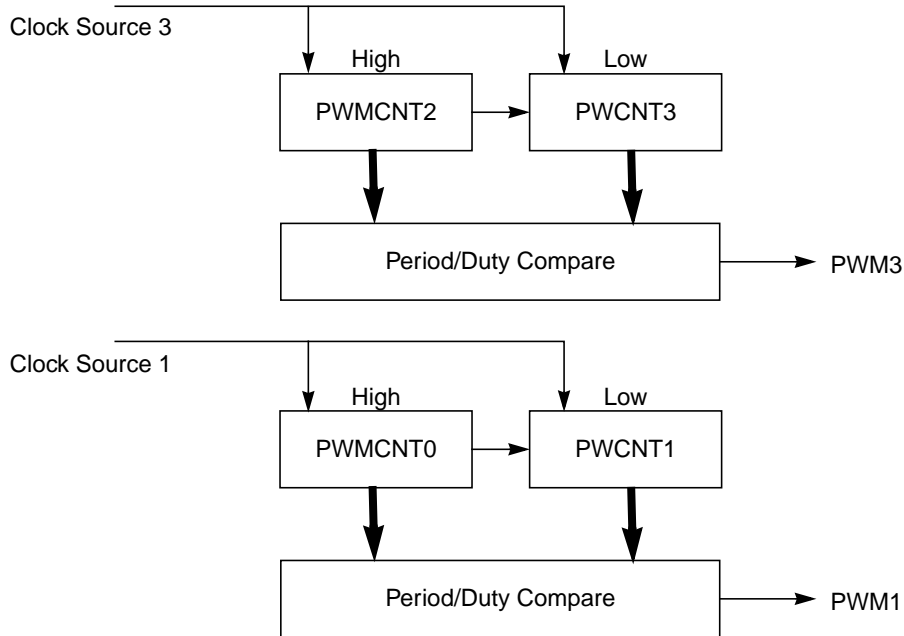 Clock Source 3
High
Low
PWMCNT2
PWCNT3
Period/Duty Compare
PWM3
Clock Source 1
High
Low
PWMCNT0
PWCNT1
Period/Duty Compare
PWM1